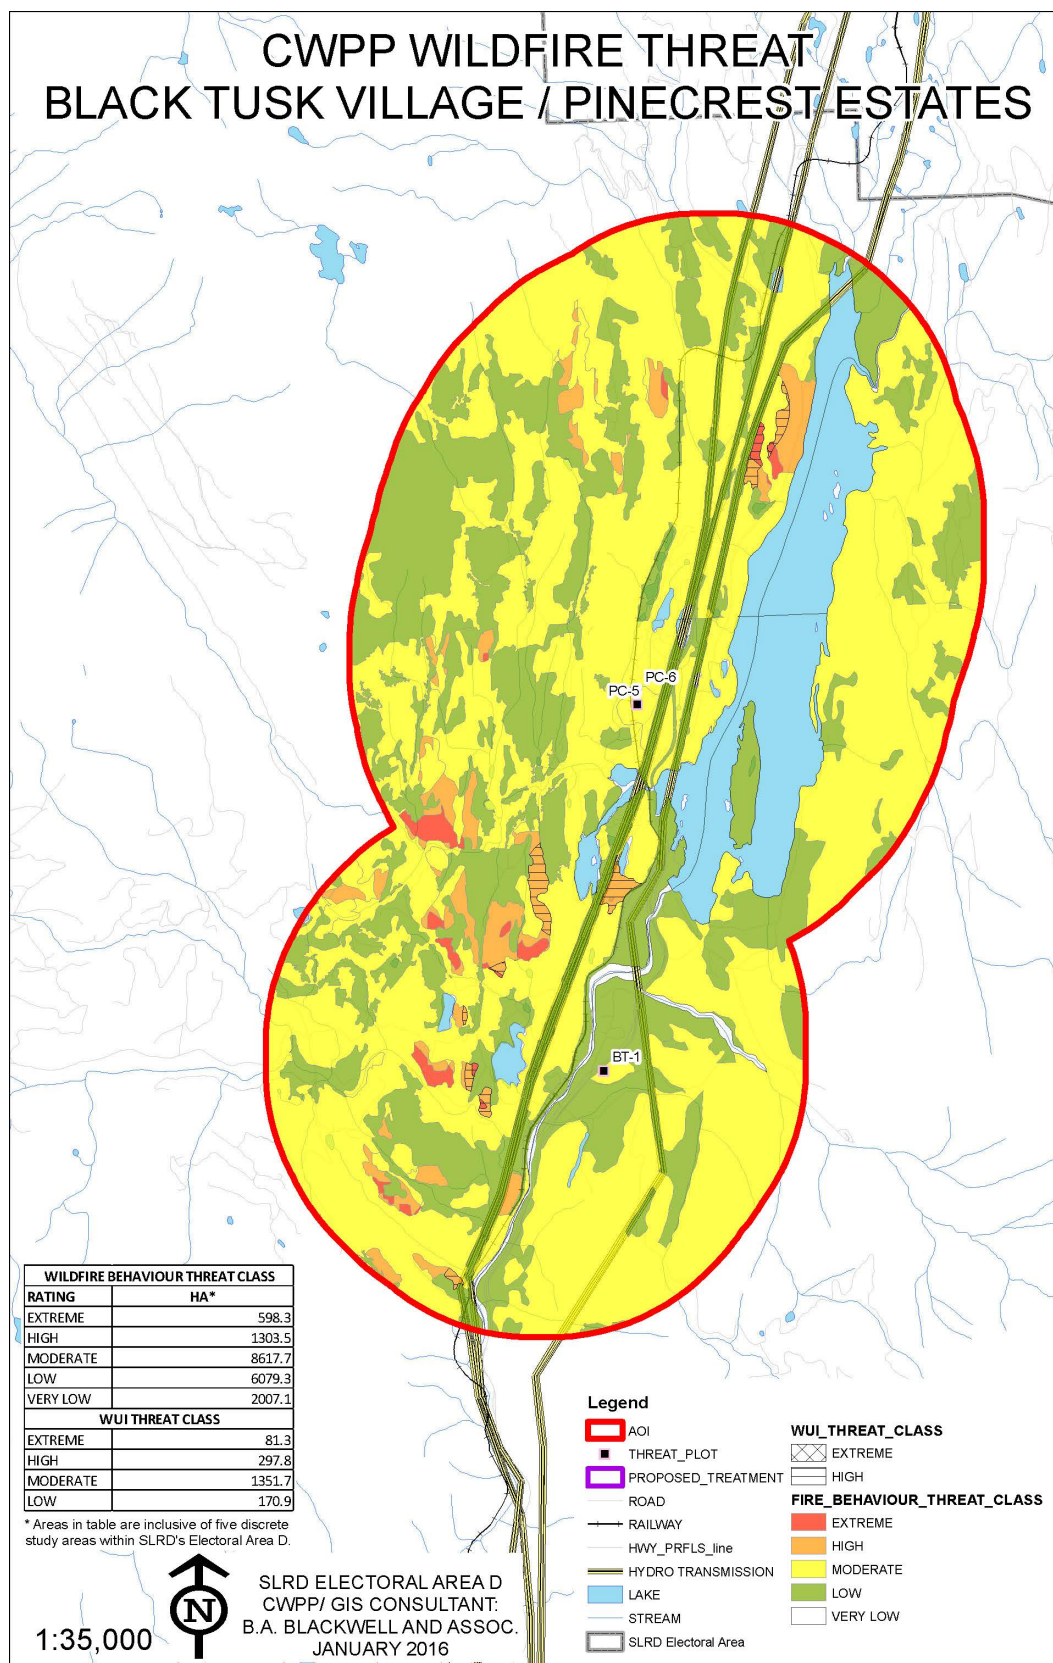 CWPP WILDFIRE THREAT
BLACK TUSK VILLAGE / PINECREST ESTATES
PC-6
PC-5
BT-1
WILDFIRE BEHAVIOUR THREAT CLASS
RATING HA*
EXTREME 598.3
HIGH 1303.5
MODERATE 8617.7
LOW 6079.3
VERY LOW 2007.1
WUI THREAT CLASS
EXTREME 81.3
HIGH 297.8
MODERATE 1351.7
LOW 170.9
* Areas in table are inclusive of five discrete
study areas within SLRD's Electoral Area D.
N
1:35,000
SLRD ELECTORAL AREA D
CWPP/ GIS CONSULTANT:
B.A. BLACKWELL AND ASSOC.
JANUARY 2016
Legend
AOI
THREAT_PLOT
PROPOSED_TREATMENT
ROAD
RAILWAY
HWY_PRFLS_line
HYDRO TRANSMISSION
LAKE
STREAM
SLRD Electoral Area
WUI_THREAT_CLASS
EXTREME
HIGH
FIRE_BEHAVIOUR_THREAT_CLASS
EXTREME
HIGH
MODERATE
LOW
VERY LOW